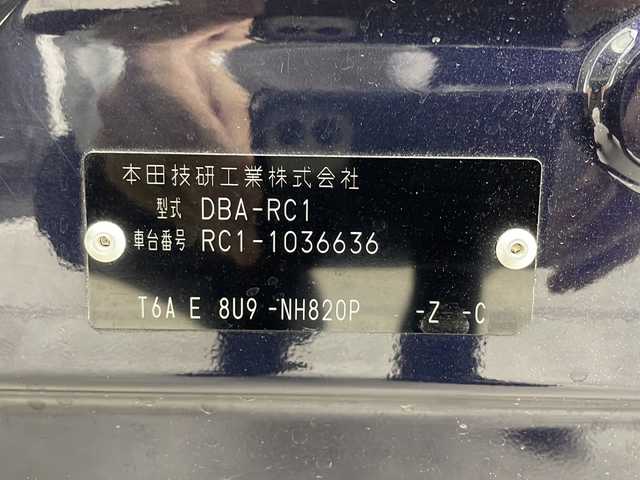 本田技研工業株式会社
型式 DBA-RC1
車台番号 RC1-1036636
T6A E 8U9 -NH820P -Z -C